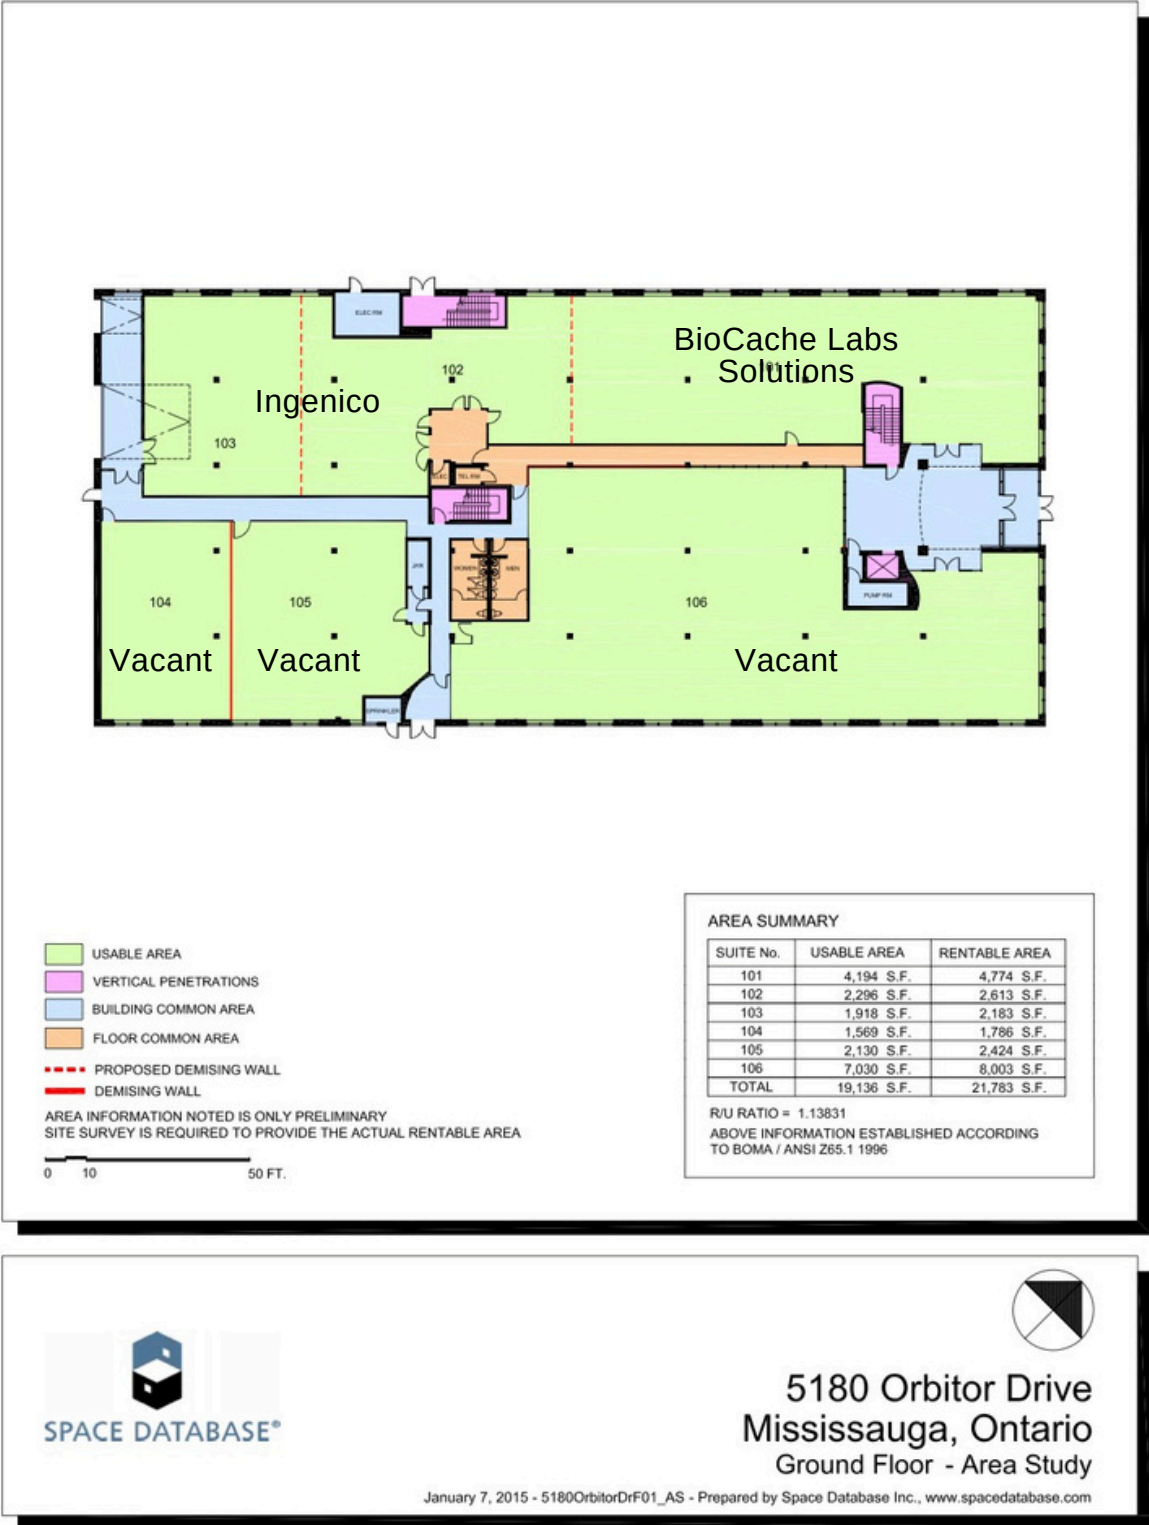 ELEC RM
BioCache Labs
Solutions
102
Ingenico
103
ELEC
TEL RM
JAN
WOMEN
MEN
PUMP RM
104
105
106
Vacant
Vacant
Vacant
SPRINKLER
USABLE AREA
VERTICAL PENETRATIONS
BUILDING COMMON AREA
FLOOR COMMON AREA
PROPOSED DEMISING WALL
DEMISING WALL
AREA INFORMATION NOTED IS ONLY PRELIMINARY
SITE SURVEY IS REQUIRED TO PROVIDE THE ACTUAL RENTABLE AREA
0 10 50 FT.
AREA SUMMARY
SUITE No. USABLE AREA RENTABLE AREA
101 4,194 S.F. 4,774 S.F.
102 2,296 S.F. 2,613 S.F.
103 1,918 S.F. 2,183 S.F.
104 1,569 S.F. 1,786 S.F.
105 2,130 S.F. 2,424 S.F.
106 7,030 S.F. 8,003 S.F.
TOTAL 19,136 S.F. 21,783 S.F.
R/U RATIO = 1.13831
ABOVE INFORMATION ESTABLISHED ACCORDING
TO BOMA / ANSI Z65.1 1996
SPACE DATABASE®
5180 Orbitor Drive
Mississauga, Ontario
Ground Floor - Area Study
January 7, 2015 - 5180OrbitorDrF01_AS - Prepared by Space Database Inc., www.spacedatabase.com